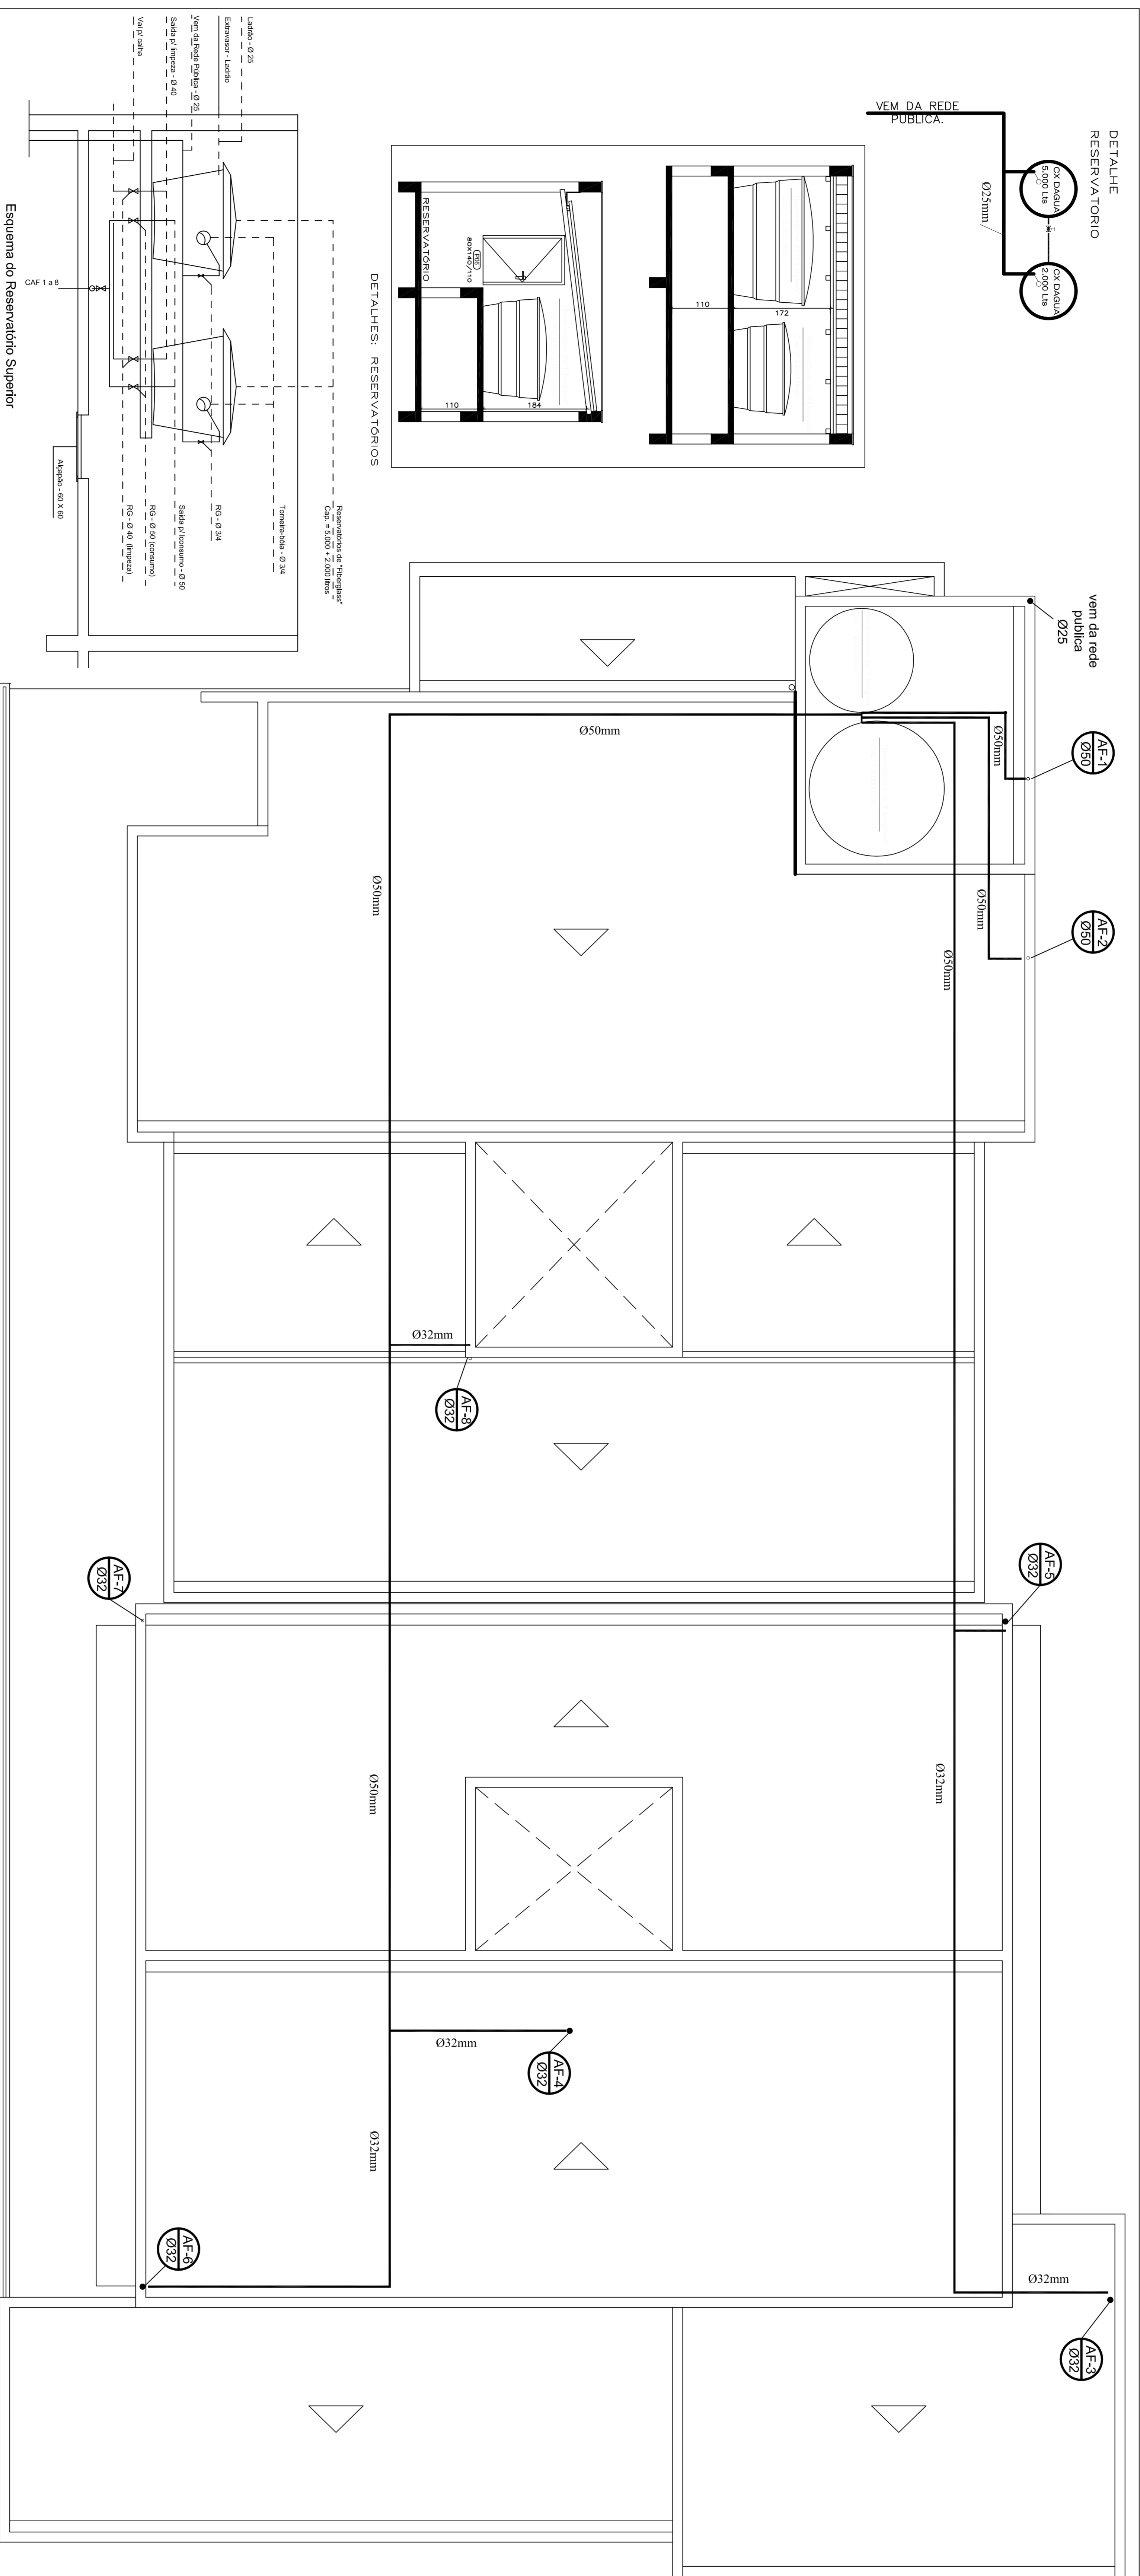 DETALHE
RESERVATORIO
CX DAGUA
5.000 Lts
CX DAGUA
2.000 Lts
VEM DA REDE
PUBLICA.
Ø25mm
172
110
RESERVATÓRIO
P06
80X140/110
184
110
DETALHES: RESERVATÓRIOS
Ladrão - Ø 25
Extravasor - Ladrão
Vem da Rede Pública - Ø 25
Saída p/ limpeza - Ø 40
Vai p/ calha
Reservatórios de "Fiberglass"
Cap. = 5.000 + 2.000 litros
Torneira-bóia - Ø 3/4
RG - Ø 3/4
Saída p/ lconsumo - Ø 50
RG - Ø 50 (consumo)
RG - Ø 40 (limpeza)
Alçapão - 60 X 60
CAF 1 a 8
Esquema do Reservatório Superior
vem da rede
publica
Ø25
AF-1
Ø50
Ø50mm
AF-2
Ø50
Ø50mm
Ø50mm
Ø50mm
Ø50mm
Ø32mm
AF-8
Ø32
AF-5
Ø32
AF-7
Ø32
Ø32mm
Ø50mm
Ø32mm
AF-4
Ø32
Ø32mm
AF-6
Ø32
Ø32mm
AF-3
Ø32